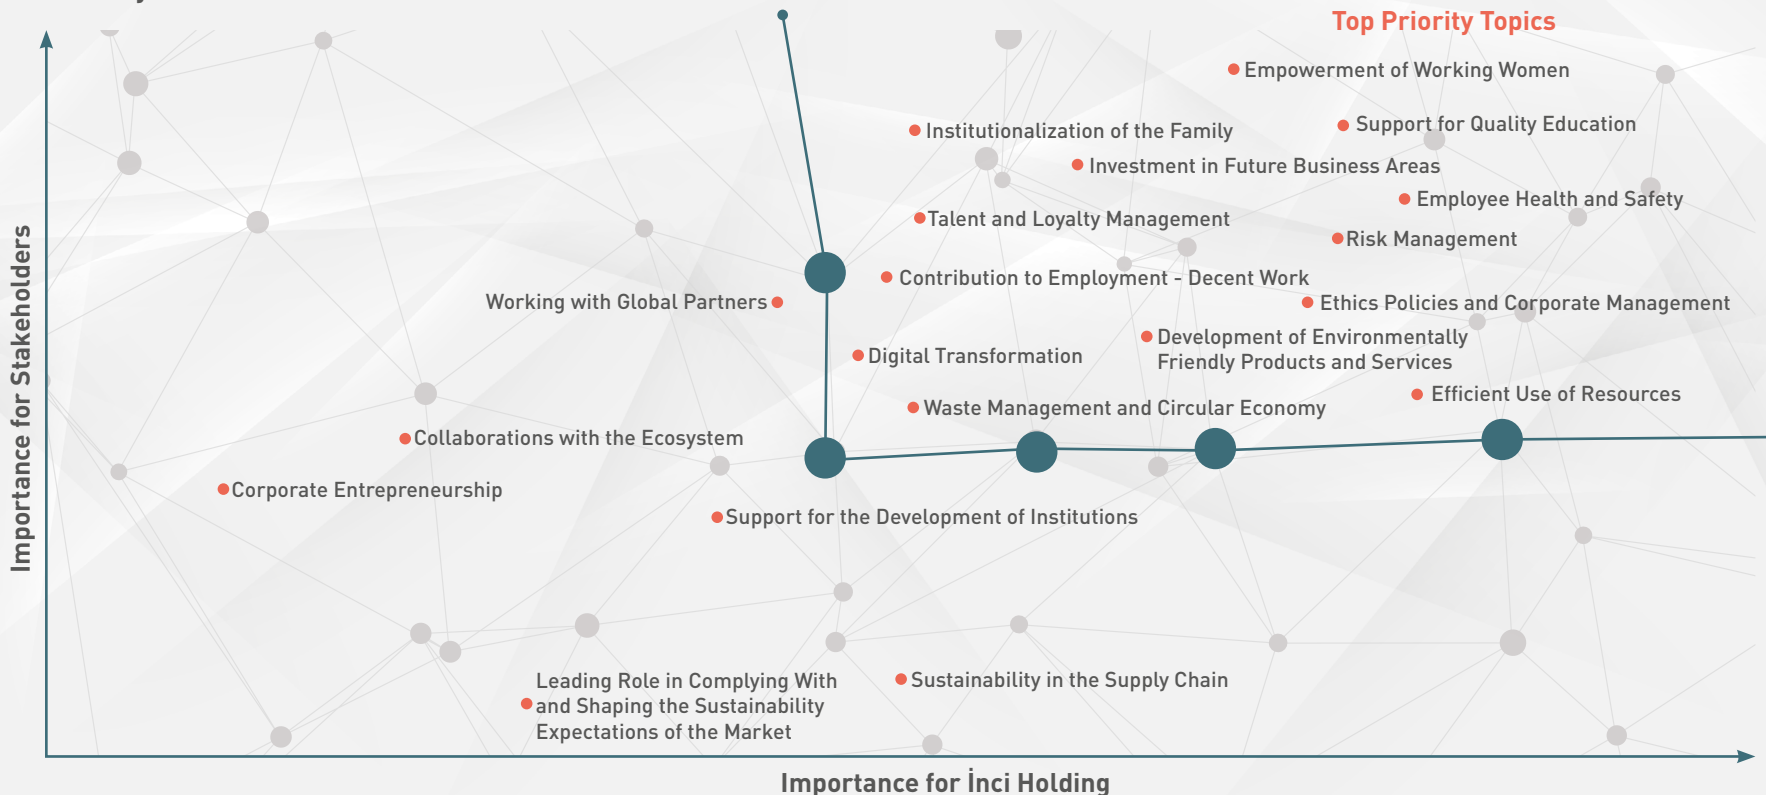 Top Priority Topics
Empowerment of Working Women
Support for Quality Education
Institutionalization of the Family
Investment in Future Business Areas
Employee Health and Safety
Talent and Loyalty Management
Risk Management
Contribution to Employment - Decent Work
Working with Global Partners
Ethics Policies and Corporate Management
Development of Environmentally
Friendly Products and Services
Digital Transformation
Efficient Use of Resources
Waste Management and Circular Economy
Collaborations with the Ecosystem
Corporate Entrepreneurship
Support for the Development of Institutions
Leading Role in Complying With
and Shaping the Sustainability
Expectations of the Market
Sustainability in the Supply Chain
Importance for Stakeholders
Importance for İnci Holding